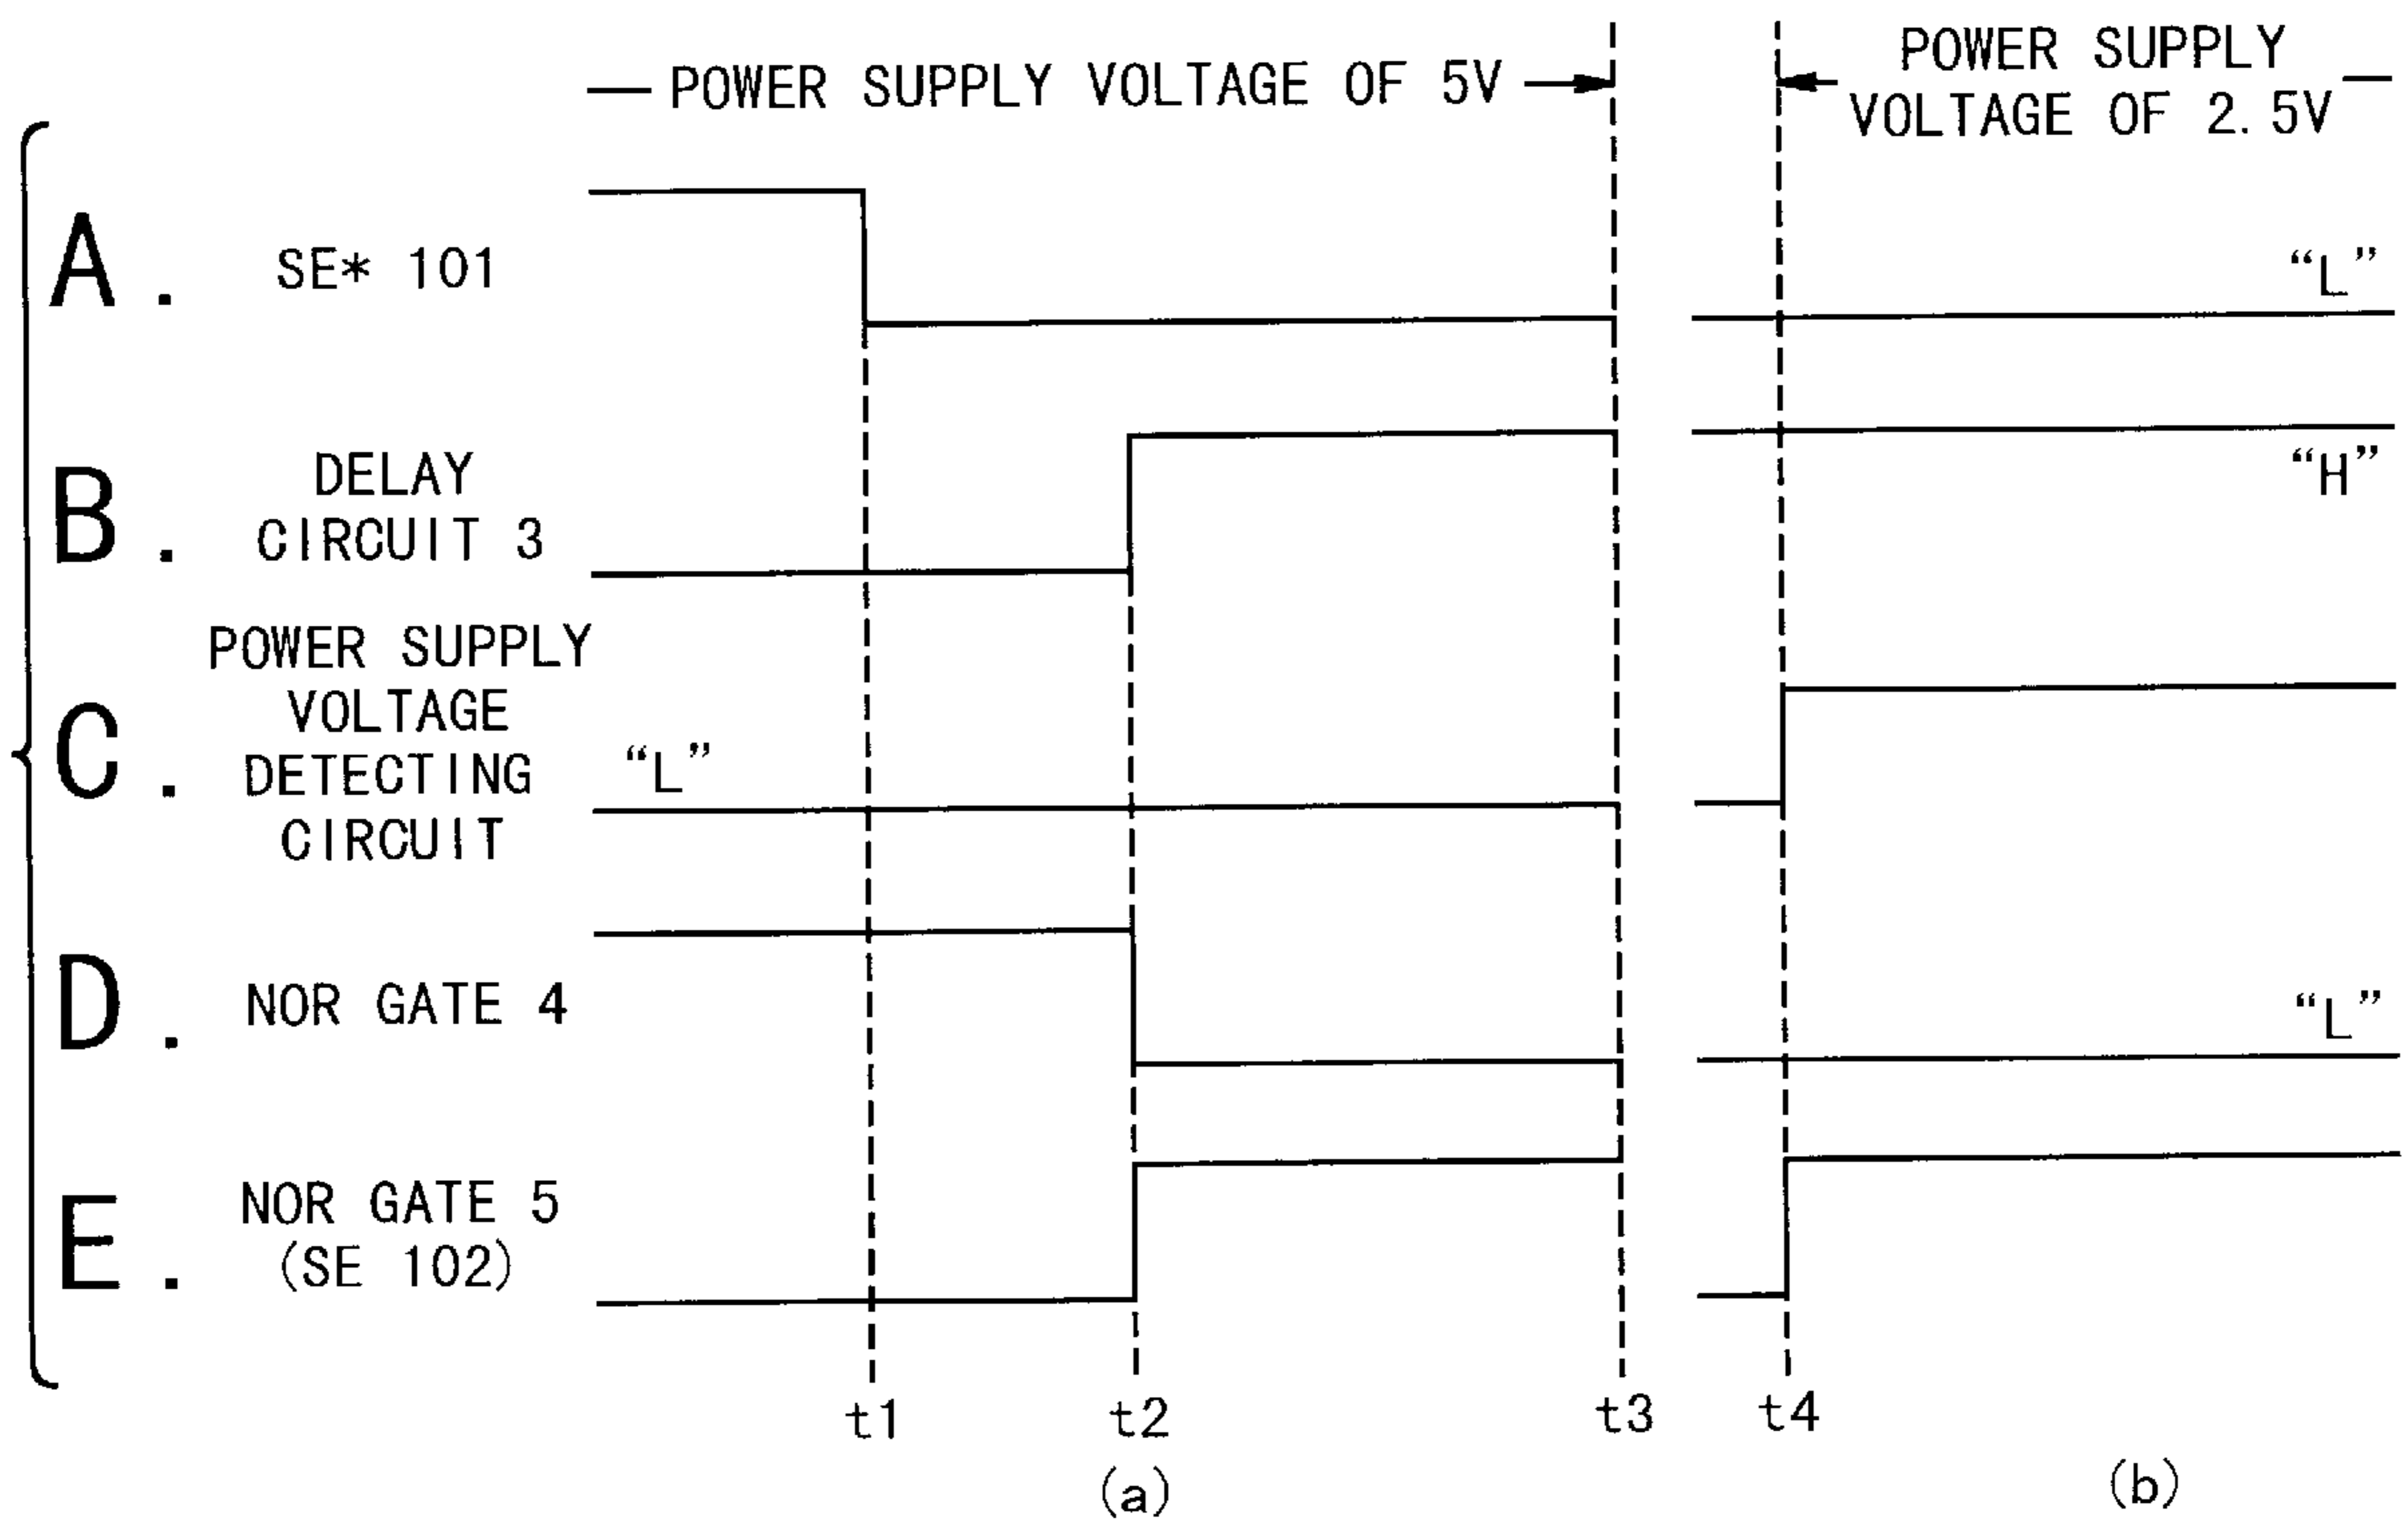 POWER SUPPLY VOLTAGE OF 5V
POWER SUPPLY
VOLTAGE OF 2.5V
A. SE* 101
"L"
B. DELAY
CIRCUIT 3
"H"
C. POWER SUPPLY
VOLTAGE
DETECTING
CIRCUIT
"L"
D. NOR GATE 4
"L"
E. NOR GATE 5
(SE 102)
t1 t2 t3 t4
(a) (b)